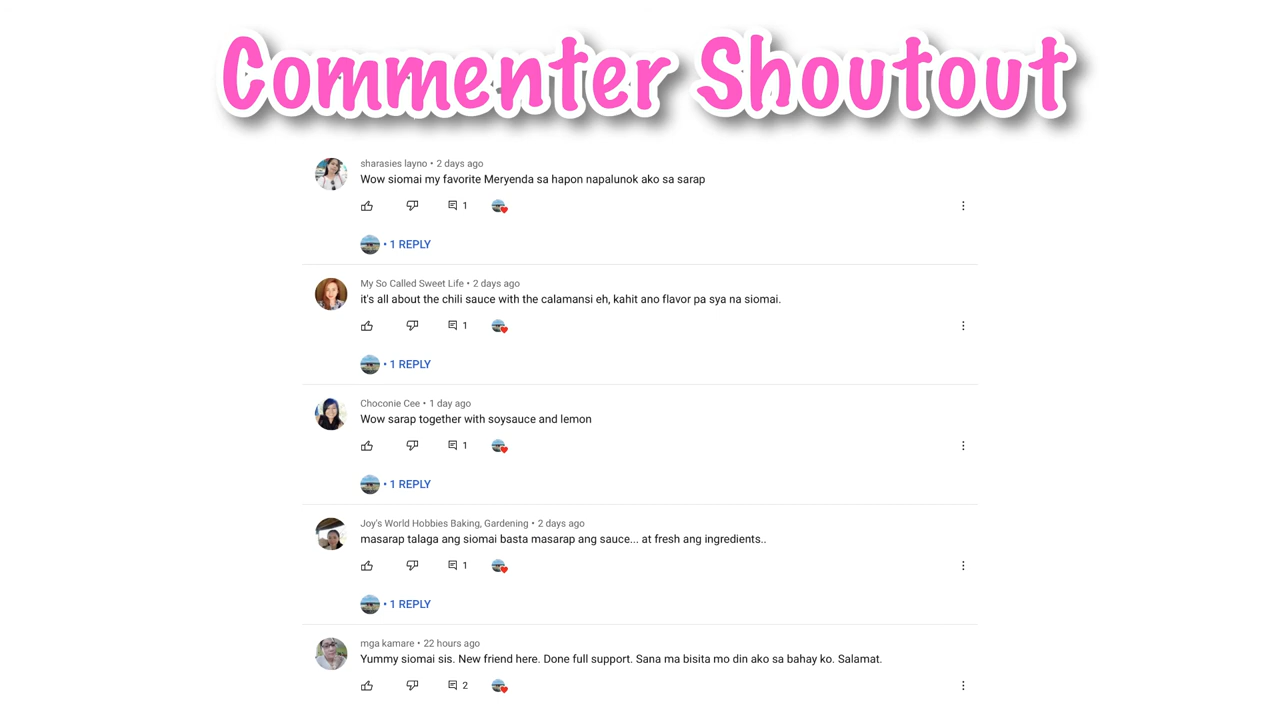 Commenter Shoutout
sharasies layno • 2 days ago
Wow siomai my favorite Meryenda sa hapon napalunok ako sa sarap
1
• 1 REPLY
My So Called Sweet Life • 2 days ago
it's all about the chili sauce with the calamansi eh, kahit ano flavor pa sya na siomai.
1
• 1 REPLY
Choconie Cee • 1 day ago
Wow sarap together with soysauce and lemon
1
• 1 REPLY
Joy's World Hobbies Baking, Gardening • 2 days ago
masarap talaga ang siomai basta masarap ang sauce... at fresh ang ingredients..
1
• 1 REPLY
mga kamare • 22 hours ago
Yummy siomai sis. New friend here. Done full support. Sana ma bisita mo din ako sa bahay ko. Salamat.
2